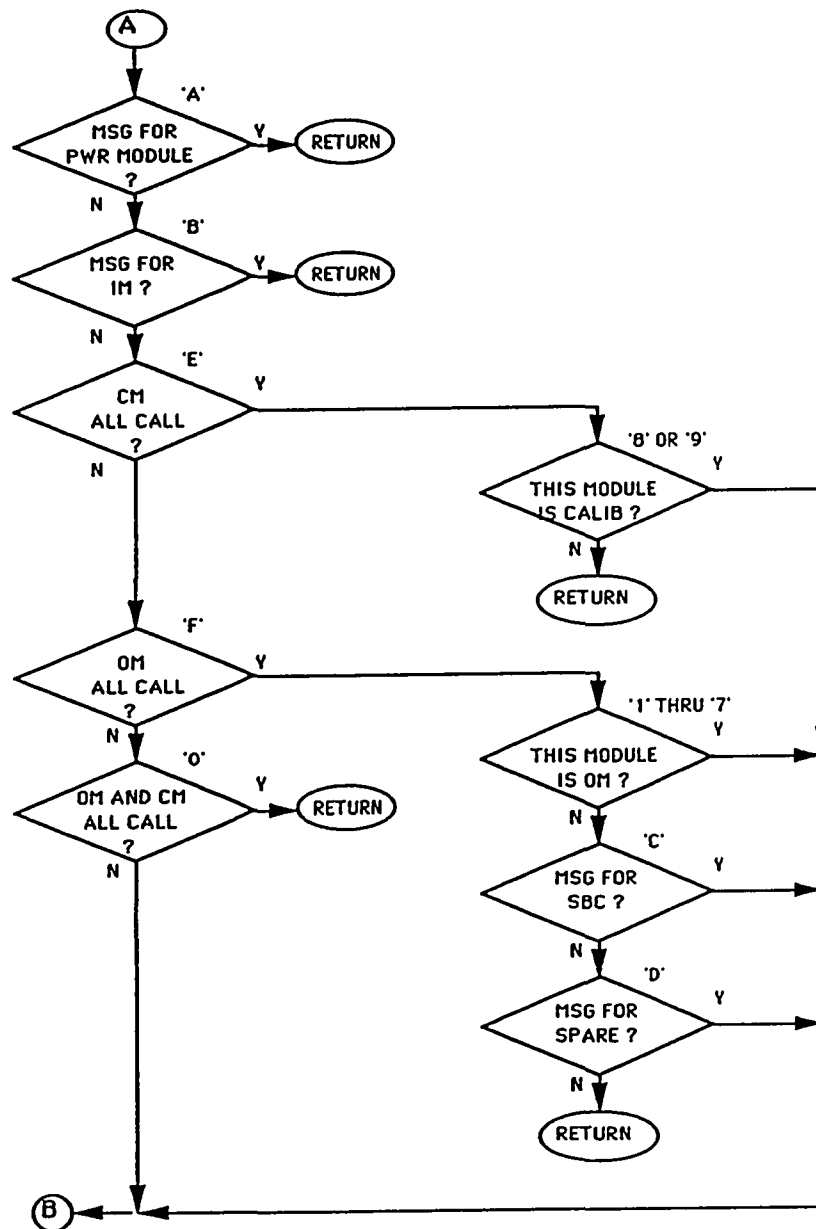 A
'A'
MSG FOR
PWR MODULE
?
Y
RETURN
N
'B'
MSG FOR
IM ?
Y
RETURN
N
'E'
CM
ALL CALL
?
Y
N
'8' OR '9'
THIS MODULE
IS CALIB ?
Y
N
RETURN
'F'
OM
ALL CALL
?
Y
N
'1' THRU '7'
THIS MODULE
IS OM ?
Y
N
'0'
OM AND CM
ALL CALL
?
Y
RETURN
N
'C'
MSG FOR
SBC ?
Y
N
'D'
MSG FOR
SPARE ?
Y
N
RETURN
B